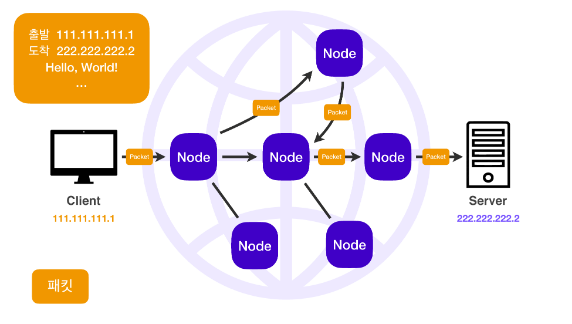 출발 111.111.111.1
도착 222.222.222.2
Hello, World!
...
Node
Packet
Packet
Packet
Node
Node
Packet
Node
Packet
Client
111.111.111.1
Server
222.222.222.2
Node
Node
패킷